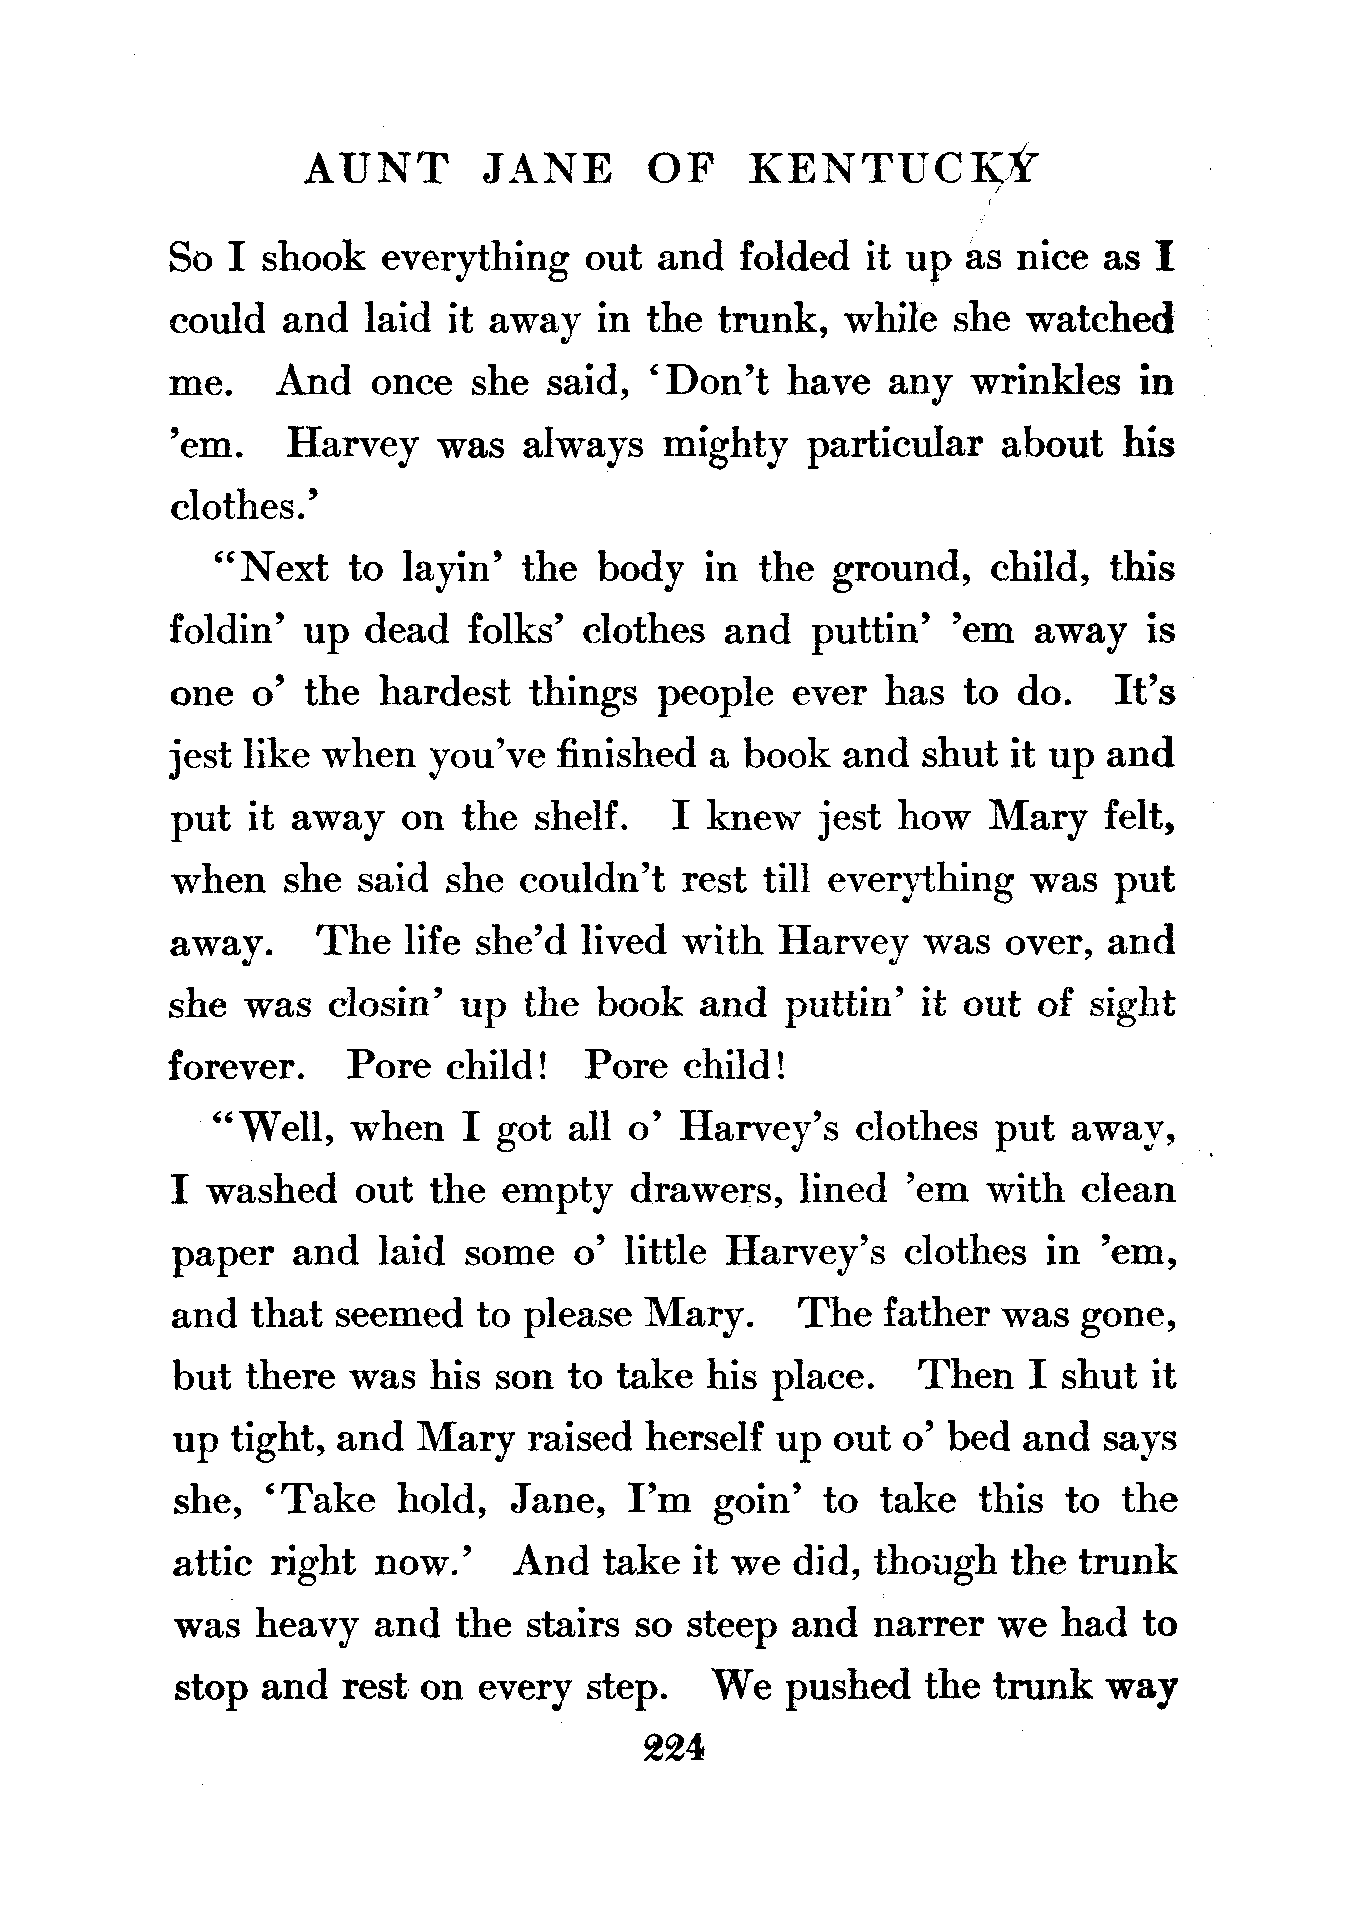 AUNT JANE OF KENTUCKY
So I shook everything out and folded it up as nice as I
could and laid it away in the trunk, while she watched
me. And once she said, ‘Don’t have any wrinkles in
’em. Harvey was always mighty particular about his
clothes.’
“Next to layin’ the body in the ground, child, this
foldin’ up dead folks’ clothes and puttin’ ’em away is
one o’ the hardest things people ever has to do. It’s
jest like when you’ve finished a book and shut it up and
put it away on the shelf. I knew jest how Mary felt,
when she said she couldn’t rest till everything was put
away. The life she’d lived with Harvey was over, and
she was closin’ up the book and puttin’ it out of sight
forever. Pore child! Pore child!
“Well, when I got all o’ Harvey’s clothes put away,
I washed out the empty drawers, lined ’em with clean
paper and laid some o’ little Harvey’s clothes in ’em,
and that seemed to please Mary. The father was gone,
but there was his son to take his place. Then I shut it
up tight, and Mary raised herself up out o’ bed and says
she, ‘Take hold, Jane, I’m goin’ to take this to the
attic right now.’ And take it we did, though the trunk
was heavy and the stairs so steep and narrer we had to
stop and rest on every step. We pushed the trunk way
224